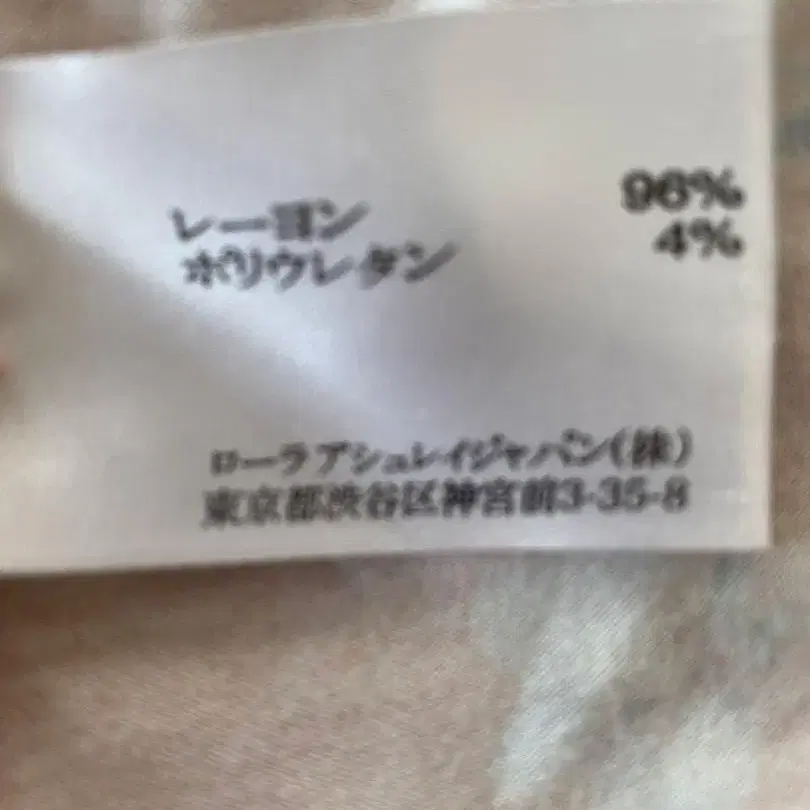 レーヨン 96%
ポリウレタン 4%
ローラアシュレイジャパン(株)
東京都渋谷区神宮前3-35-8